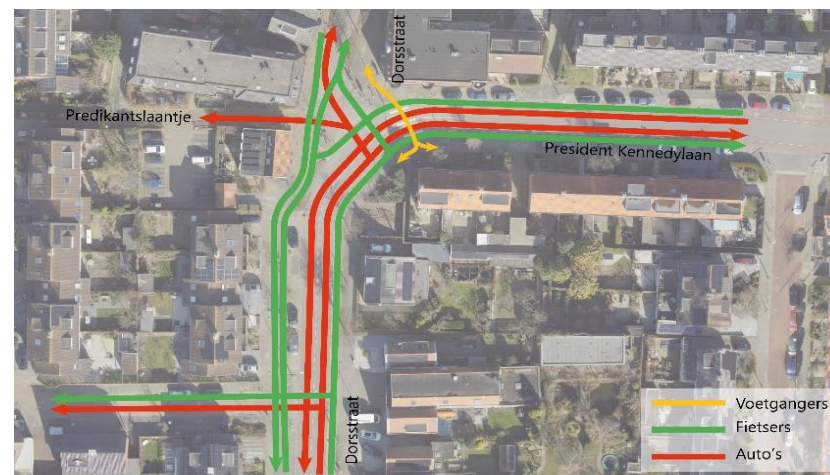 Dorsstraat
Predikantslaantje
President Kennedylaan
Dorsstraat
Voetgangers
Fietsers
Auto's